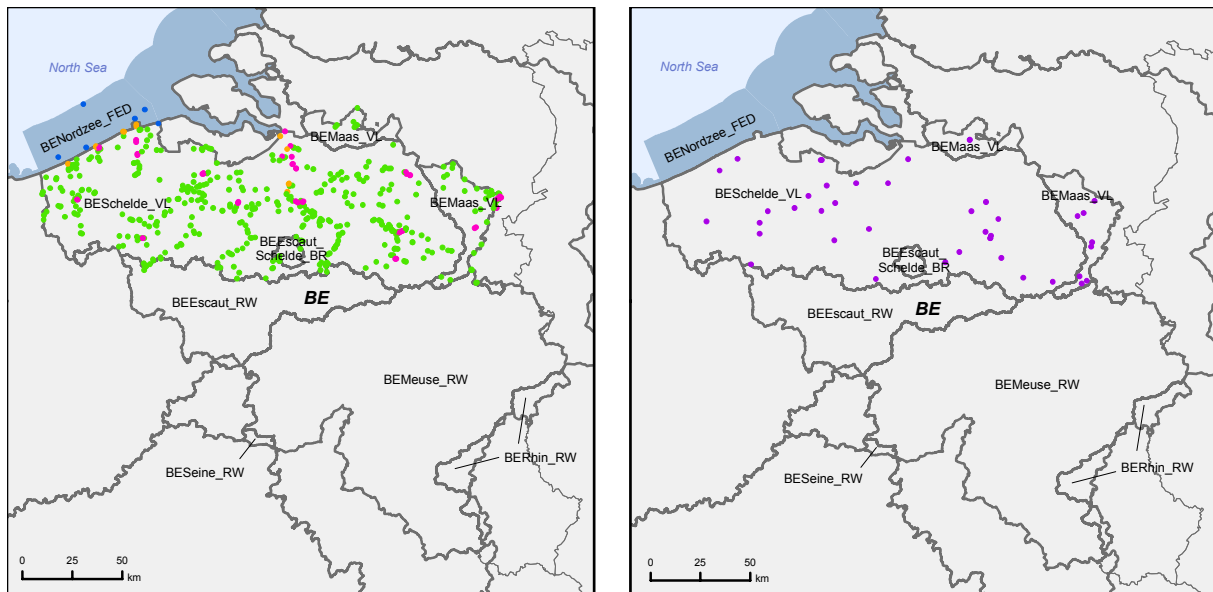 North Sea
BENordzee_FED
BEMaas_VL
BESchelde_VL
BEMaas_VL
BEEscaut_
Schelde_BR
BEEscaut_RW
BE
BEMeuse_RW
BESeine_RW
BERhin_RW
0 25 50
km
North Sea
BENordzee_FED
BEMaas_VL
BESchelde_VL
BEMaas_VL
BEEscaut_
Schelde_BR
BEEscaut_RW
BE
BEMeuse_RW
BESeine_RW
BERhin_RW
0 25 50
km